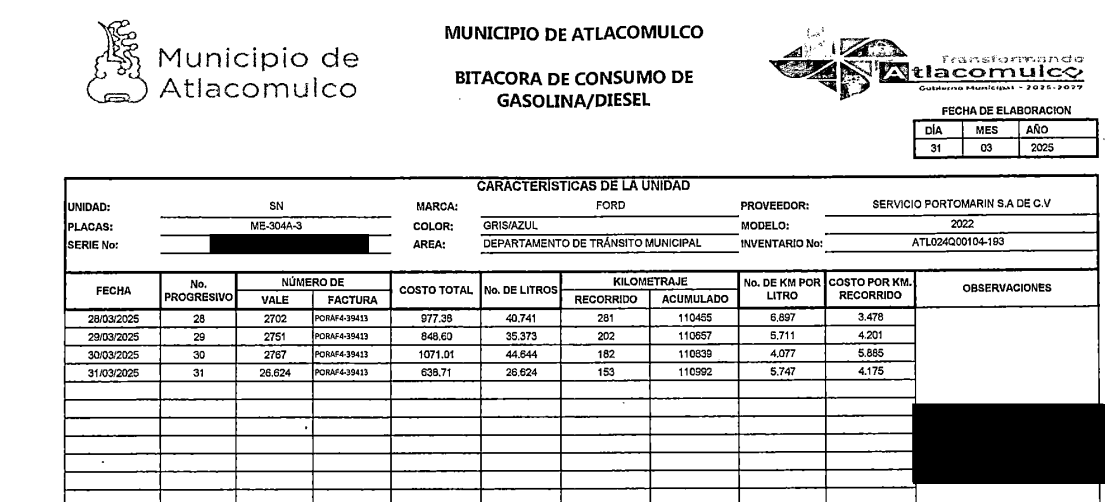 MUNICIPIO DE ATLACOMULCO
Municipio de
Atlacomulco
BITACORA DE CONSUMO DE
GASOLINA/DIESEL
Transformando
Atlacomulco
Gobierno Municipal - 2025-2027
FECHA DE ELABORACION
DÍA MES AÑO
31 03 2025
CARACTERÍSTICAS DE LA UNIDAD
UNIDAD: SN MARCA: FORD PROVEEDOR: SERVICIO PORTOMARIN S.A DE C.V
PLACAS: ME-304A-3 COLOR: GRIS/AZUL MODELO: 2022
SERIE No: AREA: DEPARTAMENTO DE TRÁNSITO MUNICIPAL INVENTARIO No: ATL024Q00104-193
FECHA No. PROGRESIVO NÚMERO DE VALE FACTURA COSTO TOTAL No. DE LITROS KILOMETRAJE RECORRIDO ACUMULADO No. DE KM POR LITRO COSTO POR KM. RECORRIDO OBSERVACIONES
28/03/2025 28 2702 PORAF4-39413 977.38 40.741 281 110455 6.897 3.478
29/03/2025 29 2751 PORAF4-39413 848.60 35.373 202 110657 5.711 4.201
30/03/2025 30 2767 PORAF4-39413 1071.01 44.644 182 110839 4.077 5.885
31/03/2025 31 26.624 PORAF4-39413 638.71 26.624 153 110992 5.747 4.175